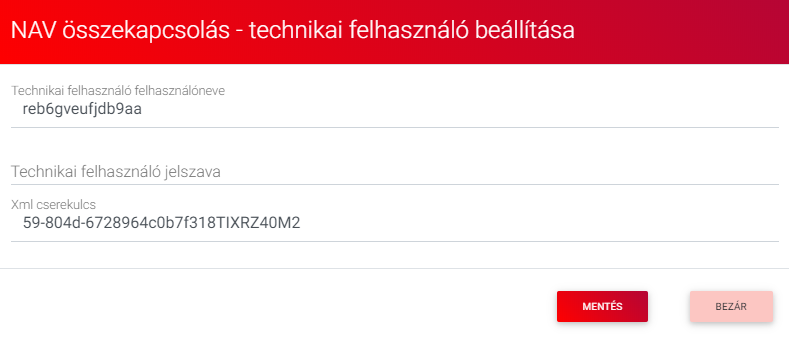 NAV összekapcsolás - technikai felhasználó beállítása
Technikai felhasználó felhasználóneve
reb6gveufjdb9aa
Technikai felhasználó jelszava
Xml cserekulcs
59-804d-6728964c0b7f318TIXRZ40M2
MENTÉS
BEZÁR